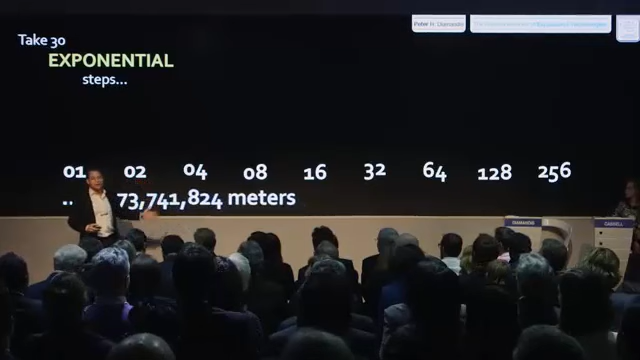 Take 30
EXPONENTIAL
steps...
01 02 04 08 16 32 64 128 256
.. 73,741,824 meters
Peter H. Diamandis
DIAMANDIS